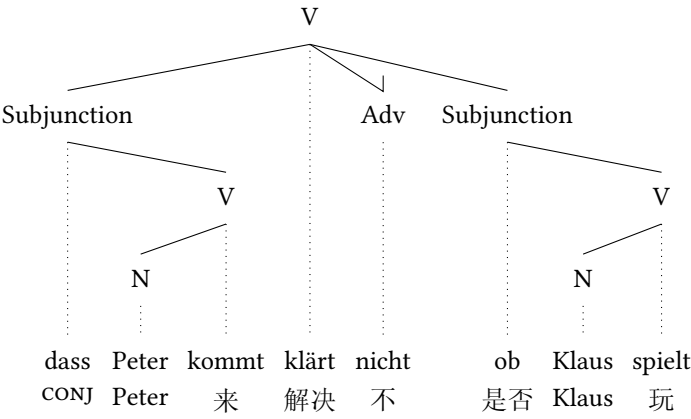 V
Subjunction Adv Subjunction
V V
N N
dass Peter kommt klärt nicht ob Klaus spielt
CONJ Peter 来 解决 不 是否 Klaus 玩